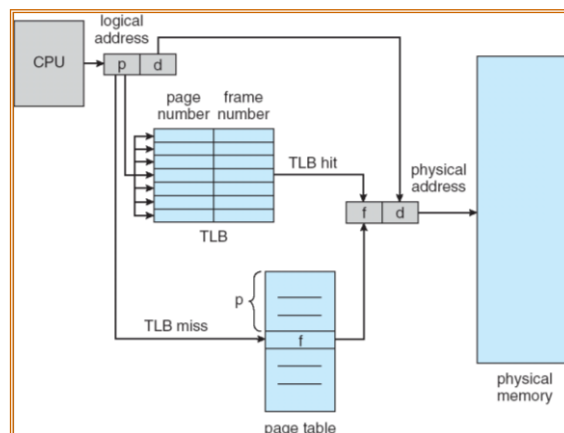 logical
address
CPU
p d
page
number
frame
number
TLB hit
physical
address
f d
TLB
p
TLB miss
f
physical
memory
page table